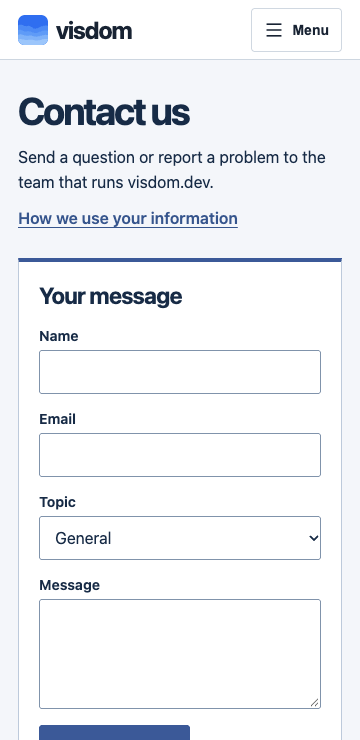 visdom
Menu
Contact us
Send a question or report a problem to the
team that runs visdom.dev.
How we use your information
Your message
Name
Email
Topic
General
Message